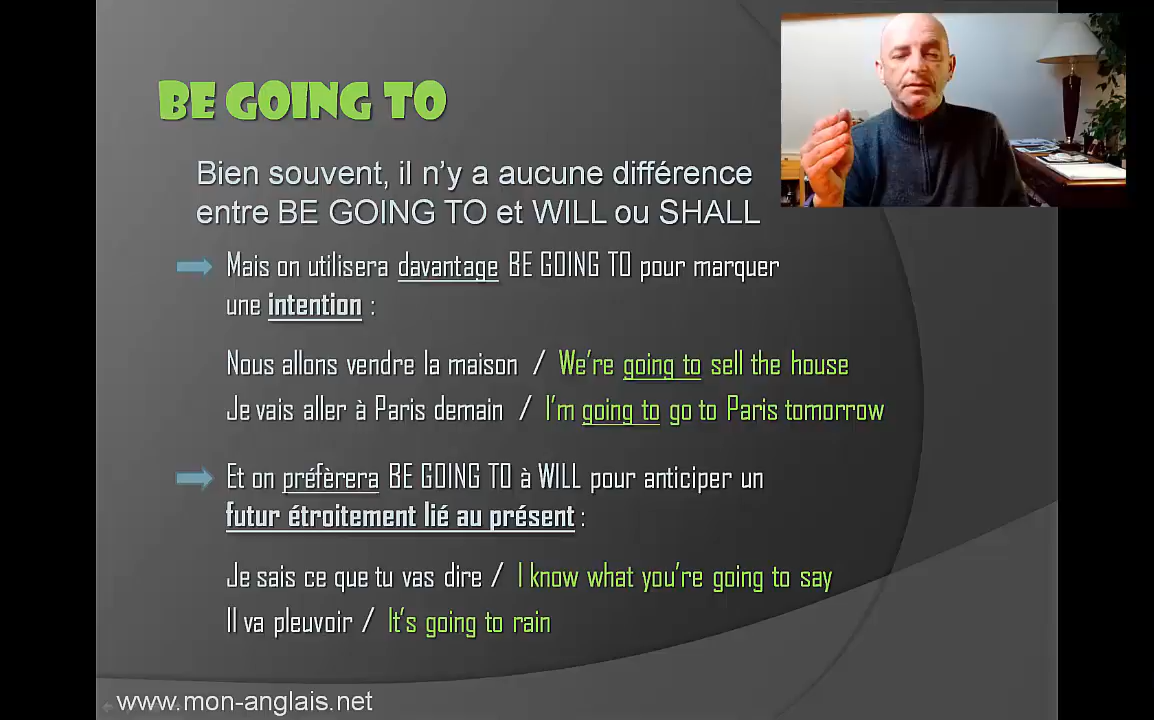 BE GOING TO
Bien souvent, il n'y a aucune différence
entre BE GOING TO et WILL ou SHALL
Mais on utilisera davantage BE GOING TO pour marquer
une intention :
Nous allons vendre la maison / We're going to sell the house
Je vais aller à Paris demain / I'm going to go to Paris tomorrow
Et on préfèrera BE GOING TO à WILL pour anticiper un
futur étroitement lié au présent :
Je sais ce que tu vas dire / I know what you're going to say
Il va pleuvoir / It's going to rain
www.mon-anglais.net